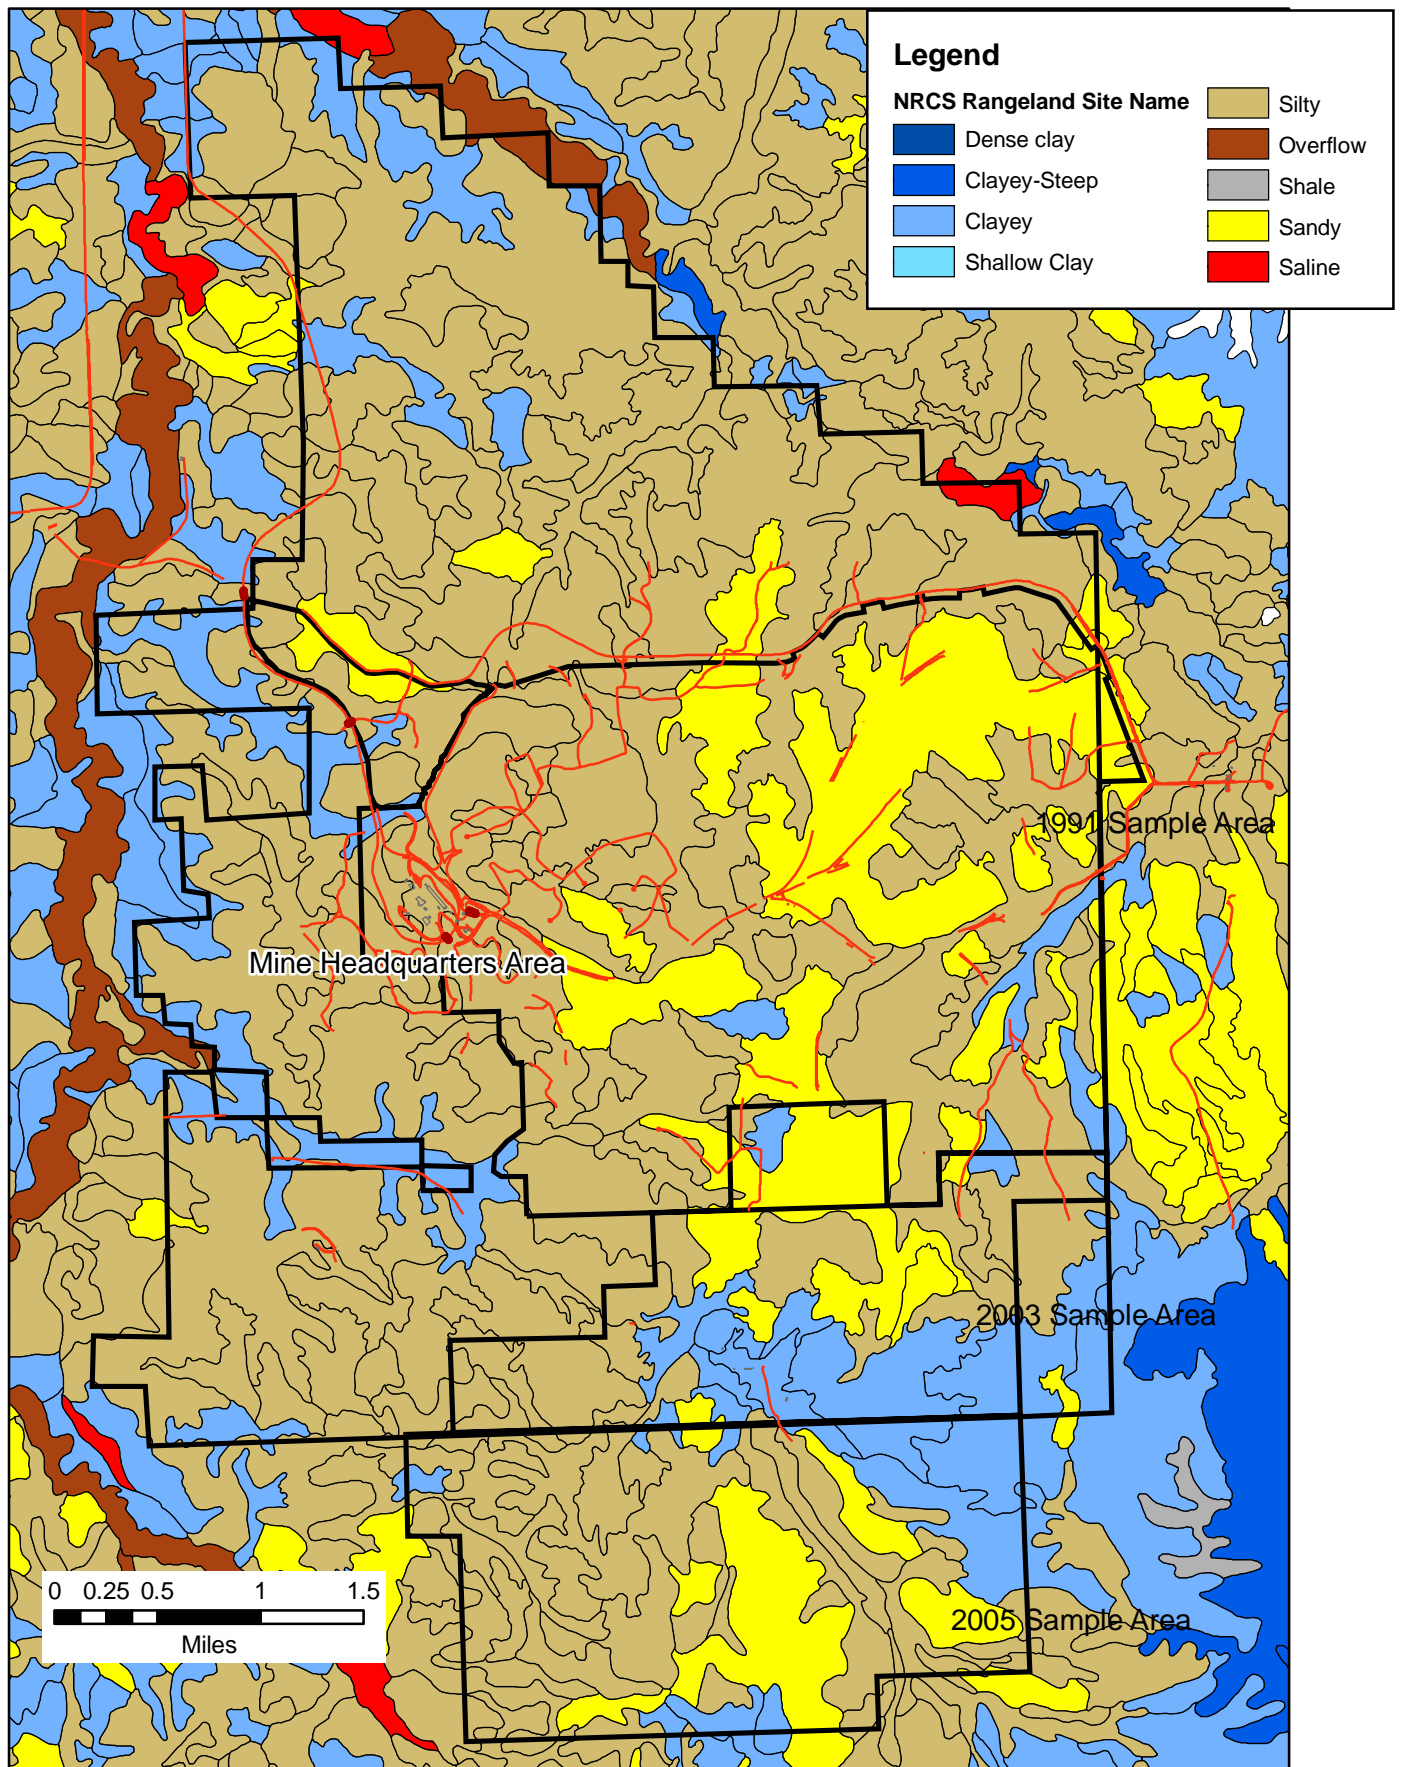 Legend
NRCS Rangeland Site Name
Dense clay
Clayey-Steep
Clayey
Shallow Clay
Silty
Overflow
Shale
Sandy
Saline
1991 Sample Area
Mine Headquarters Area
2003 Sample Area
2005 Sample Area
0 0.25 0.5 1 1.5
Miles